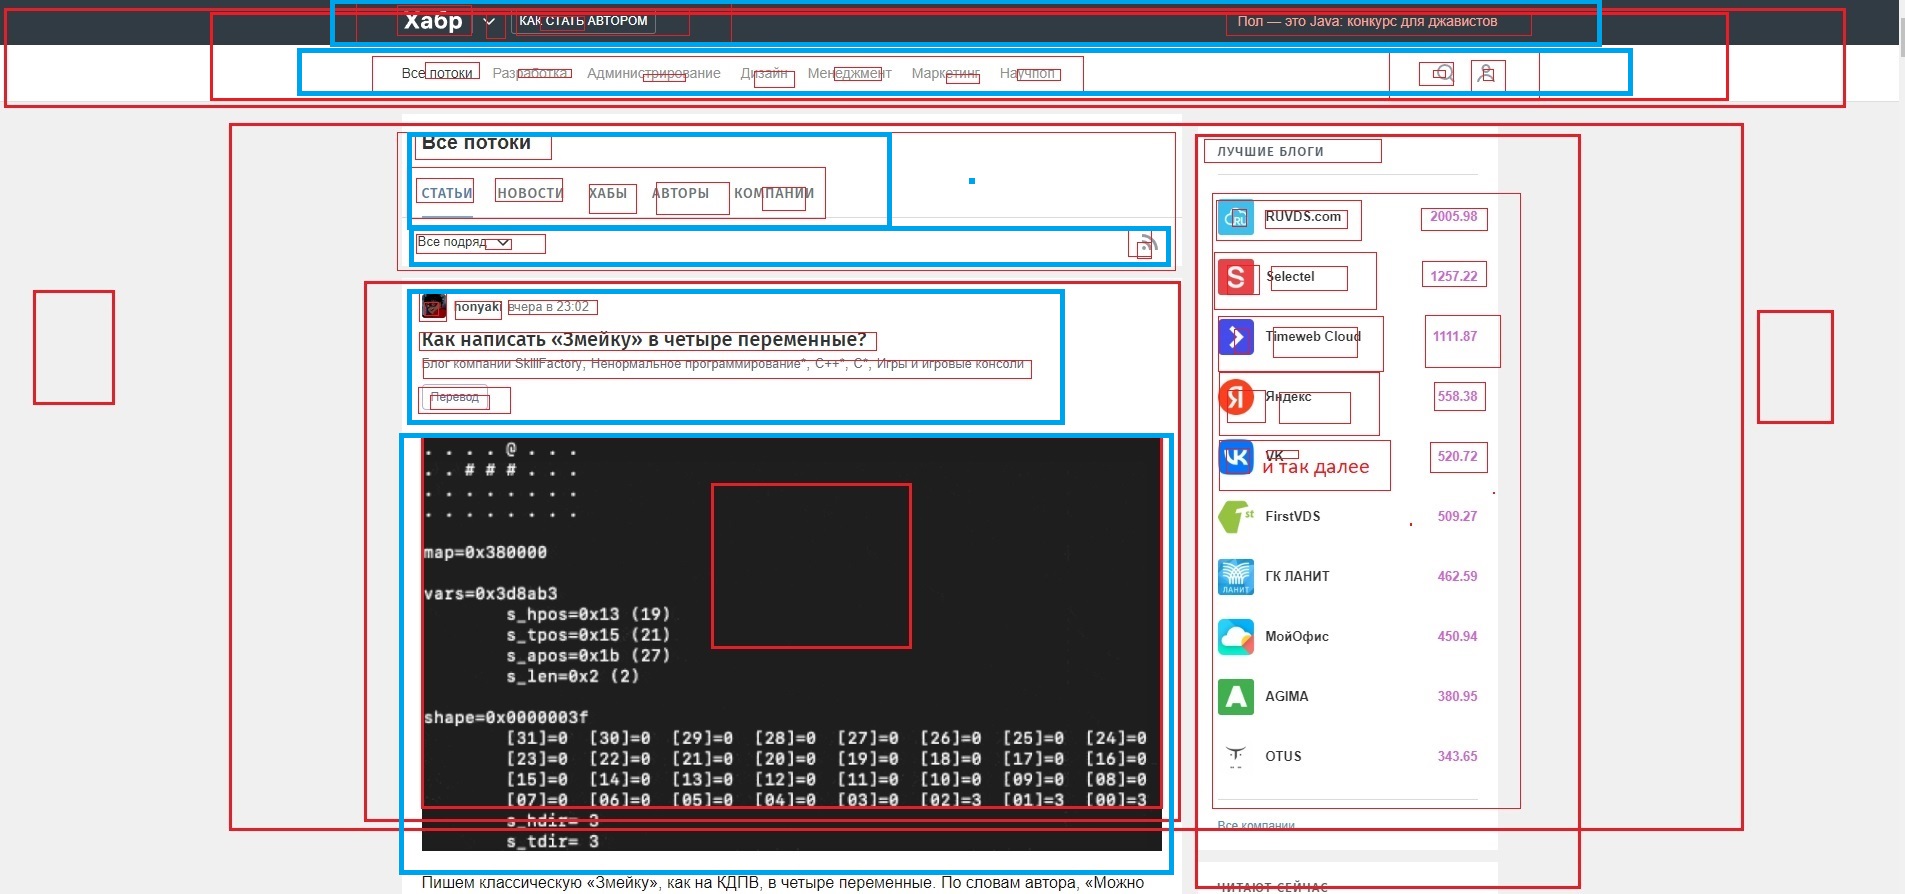 Хабр КАК СТАТЬ АВТОРОМ Пол — это Java: конкурс для джавистов
Все потоки Разработка Администрирование Дизайн Менеджмент Маркетинг Научпоп
Все потоки
СТАТЬИ НОВОСТИ ХАБЫ АВТОРЫ КОМПАНИИ
Все подряд
honyaki вчера в 23:02
Как написать «Змейку» в четыре переменные?
Блог компании SkillFactory, Ненормальное программирование*, C++*, C*, Игры и игровые консоли
Перевод
. . . . @ . . .
. . # # # . . .
. . . . . . . .
. . . . . . . .
map=0x380000
vars=0x3d8ab3
s_hpos=0x13 (19)
s_tpos=0x15 (21)
s_apos=0x1b (27)
s_len=0x2 (2)
shape=0x0000003f
[31]=0 [30]=0 [29]=0 [28]=0 [27]=0 [26]=0 [25]=0 [24]=0
[23]=0 [22]=0 [21]=0 [20]=0 [19]=0 [18]=0 [17]=0 [16]=0
[15]=0 [14]=0 [13]=0 [12]=0 [11]=0 [10]=0 [09]=0 [08]=0
[07]=0 [06]=0 [05]=0 [04]=0 [03]=0 [02]=3 [01]=3 [00]=3
s_hdir= 3
s_tdir= 3
Пишем классическую «Змейку», как на КДПВ, в четыре переменные. По словам автора, «Можно
ЛУЧШИЕ БЛОГИ
RUVDS.com 2005.98
Selectel 1257.22
Timeweb Cloud 1111.87
Яндекс 558.38
VK 520.72
и так далее
FirstVDS 509.27
ГК ЛАНИТ 462.59
МойОфис 450.94
AGIMA 380.95
OTUS 343.65
Все компании
ЧИТАЮТ СЕЙЧАС